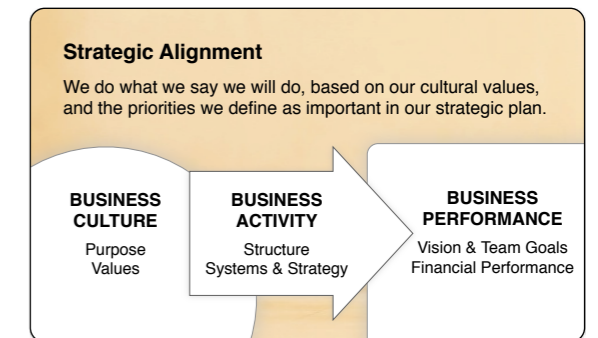 Strategic Alignment
We do what we say we will do, based on our cultural values,
and the priorities we define as important in our strategic plan.
BUSINESS
CULTURE
Purpose
Values
BUSINESS
ACTIVITY
Structure
Systems & Strategy
BUSINESS
PERFORMANCE
Vision & Team Goals
Financial Performance